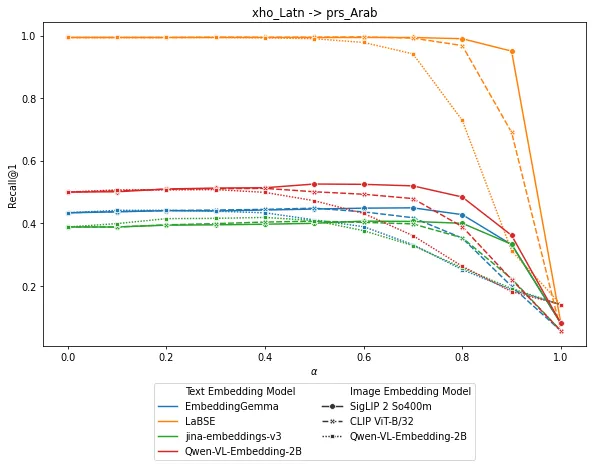 xho_Latn -> prs_Arab
1.0
0.8
0.6
0.4
0.2
Recall@1
0.0 0.2 0.4 0.6 0.8 1.0
α
Text Embedding Model Image Embedding Model
EmbeddingGemma SigLIP 2 So400m
LaBSE CLIP ViT-B/32
jina-embeddings-v3 Qwen-VL-Embedding-2B
Qwen-VL-Embedding-2B